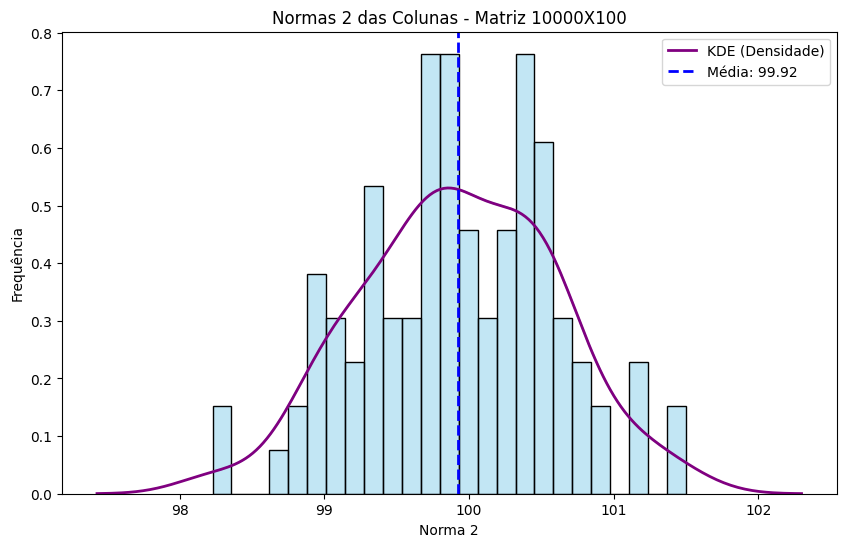 Normas 2 das Colunas - Matriz 10000X100
KDE (Densidade)
Média: 99.92
Frequência
0.8
0.7
0.6
0.5
0.4
0.3
0.2
0.1
0.0
98
99
100
101
102
Norma 2